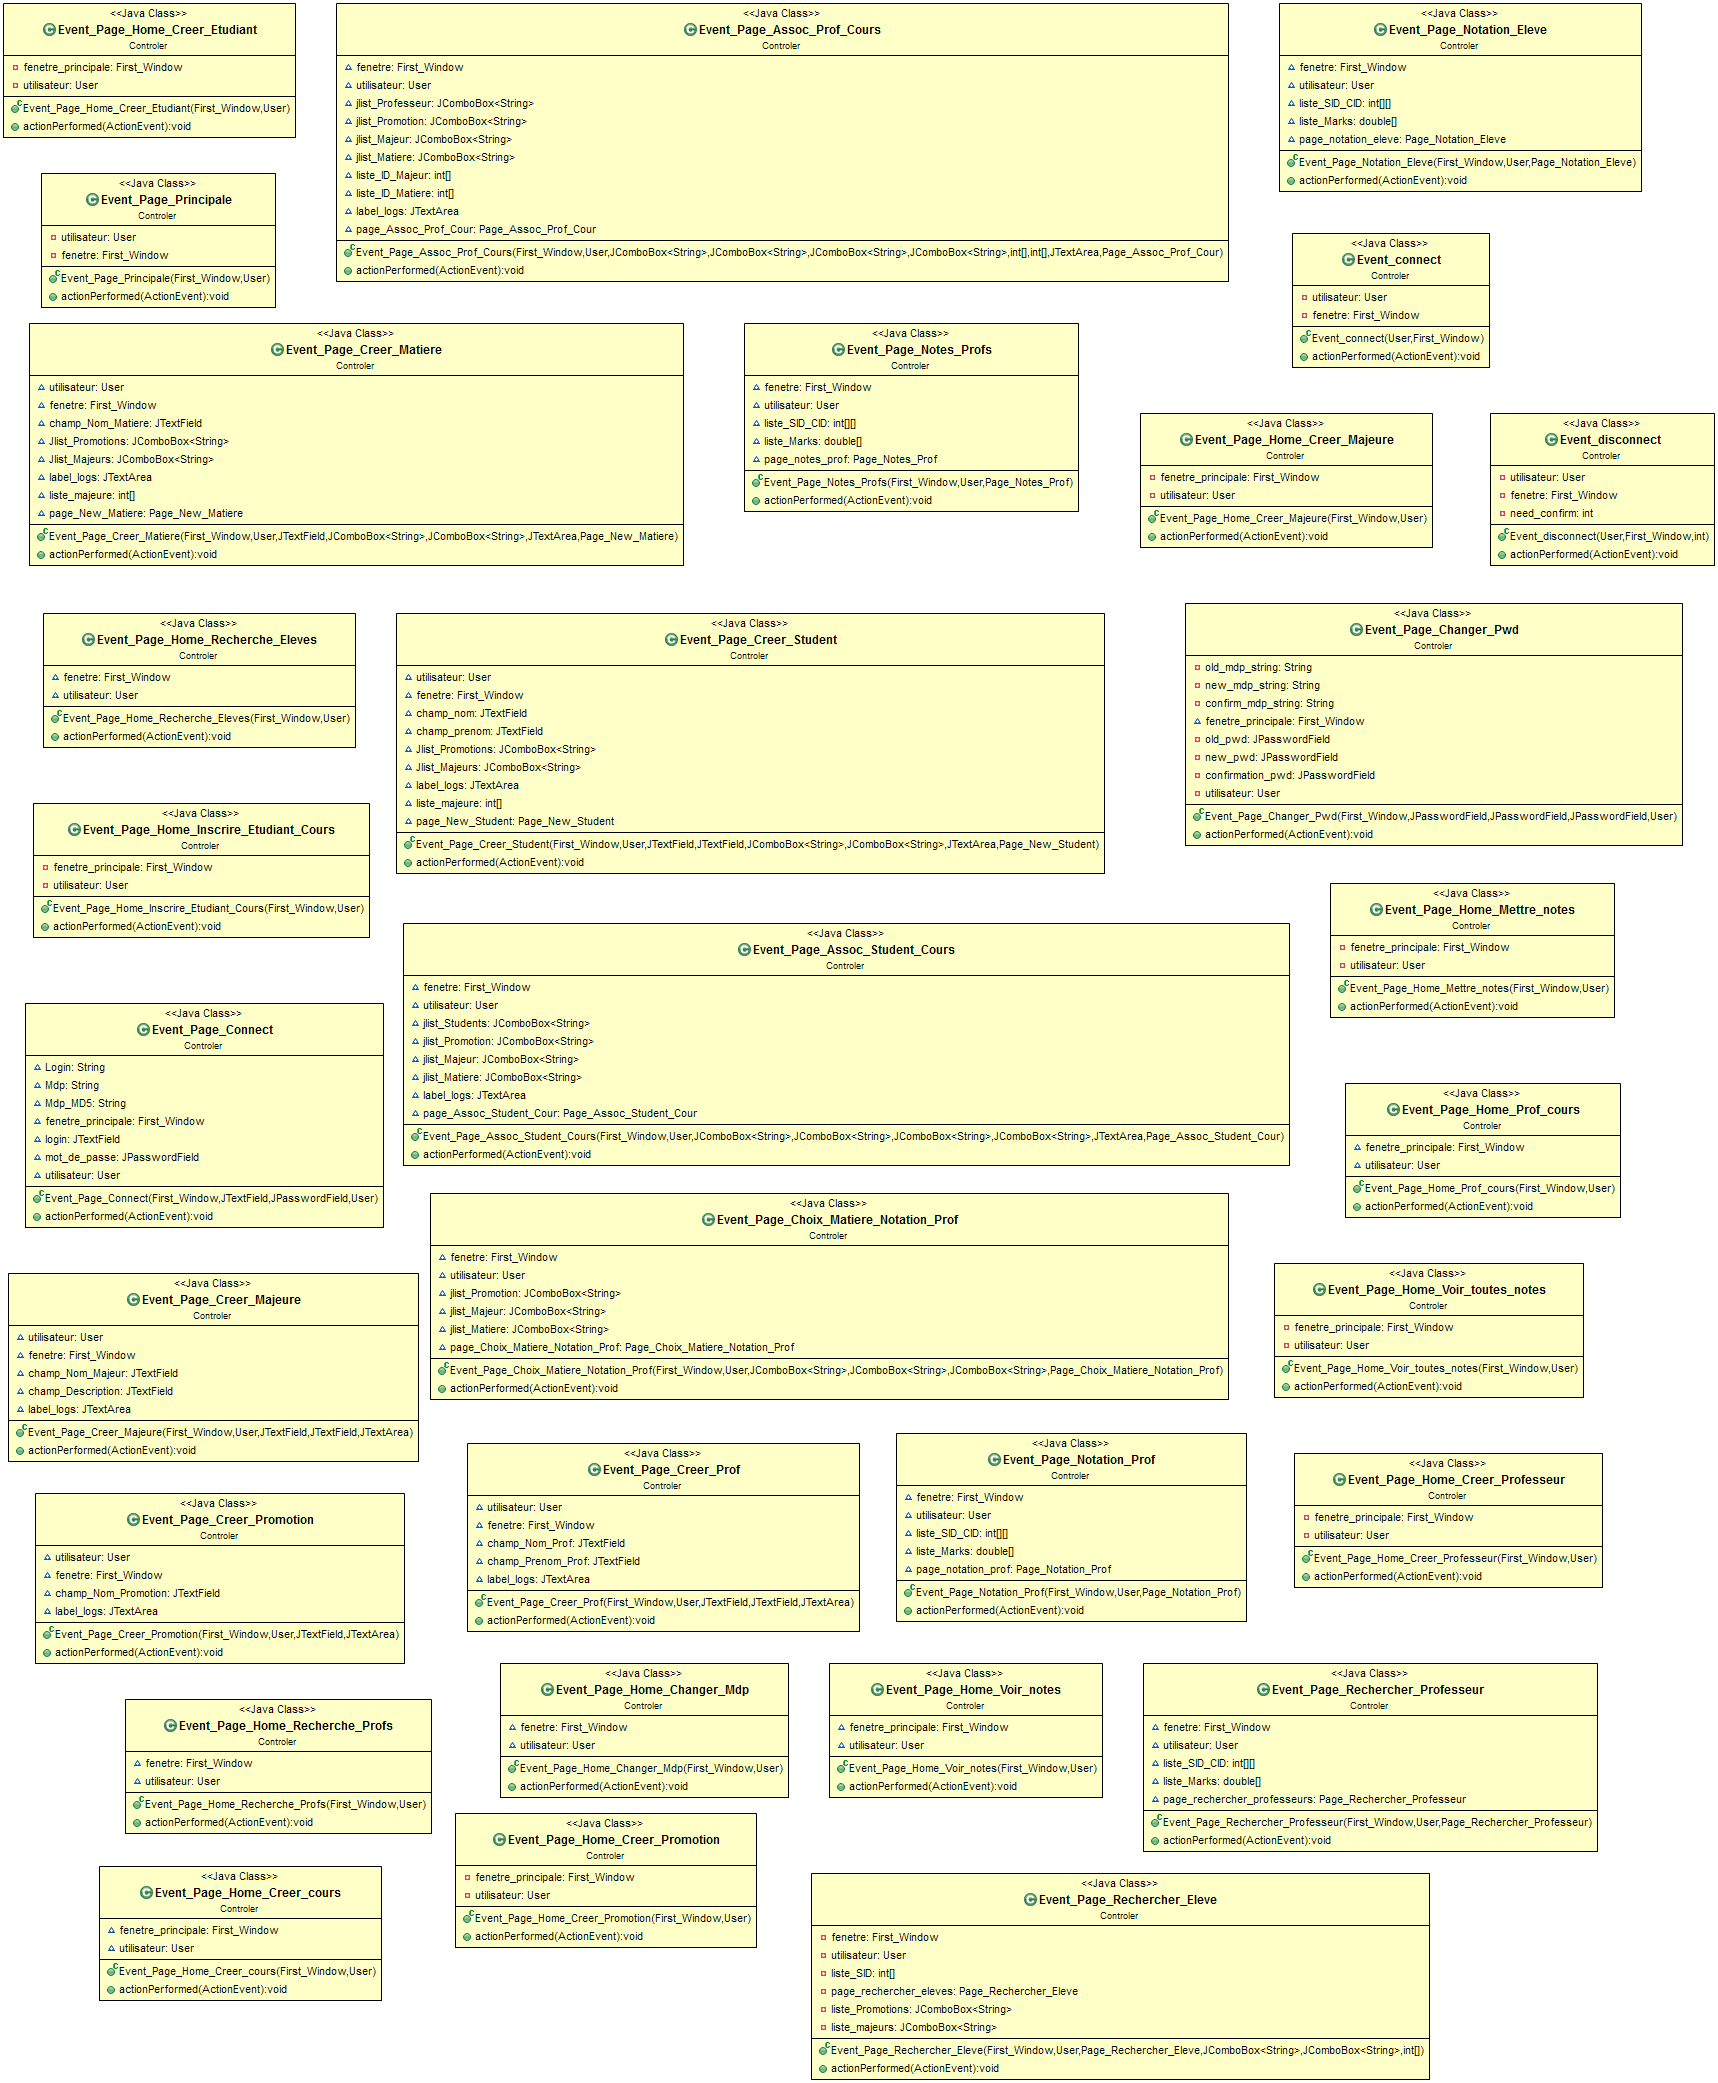 <<Java Class>>
Event_Page_Home_Creer_Etudiant
Controler
fenetre_principale: First_Window
utilisateur: User
Event_Page_Home_Creer_Etudiant(First_Window,User)
actionPerformed(ActionEvent):void
<<Java Class>>
Event_Page_Assoc_Prof_Cours
Controler
fenetre: First_Window
utilisateur: User
jlist_Professeur: JComboBox<String>
jlist_Promotion: JComboBox<String>
jlist_Majeur: JComboBox<String>
jlist_Matiere: JComboBox<String>
liste_ID_Majeur: int[]
liste_ID_Matiere: int[]
label_logs: JTextArea
page_Assoc_Prof_Cour: Page_Assoc_Prof_Cour
Event_Page_Assoc_Prof_Cours(First_Window,User,JComboBox<String>,JComboBox<String>,JComboBox<String>,JComboBox<String>,int[],int[],JTextArea,Page_Assoc_Prof_Cour)
actionPerformed(ActionEvent):void
<<Java Class>>
Event_Page_Notation_Eleve
Controler
fenetre: First_Window
utilisateur: User
liste_SID_CID: int[][]
liste_Marks: double[]
page_notation_eleve: Page_Notation_Eleve
Event_Page_Notation_Eleve(First_Window,User,Page_Notation_Eleve)
actionPerformed(ActionEvent):void
<<Java Class>>
Event_Page_Principale
Controler
utilisateur: User
fenetre: First_Window
Event_Page_Principale(First_Window,User)
actionPerformed(ActionEvent):void
<<Java Class>>
Event_connect
Controler
utilisateur: User
fenetre: First_Window
Event_connect(User,First_Window)
actionPerformed(ActionEvent):void
<<Java Class>>
Event_Page_Creer_Matiere
Controler
utilisateur: User
fenetre: First_Window
champ_Nom_Matiere: JTextField
Jlist_Promotions: JComboBox<String>
Jlist_Majeurs: JComboBox<String>
label_logs: JTextArea
liste_majeure: int[]
page_New_Matiere: Page_New_Matiere
Event_Page_Creer_Matiere(First_Window,User,JTextField,JComboBox<String>,JComboBox<String>,JTextArea,Page_New_Matiere)
actionPerformed(ActionEvent):void
<<Java Class>>
Event_Page_Notes_Profs
Controler
fenetre: First_Window
utilisateur: User
liste_SID_CID: int[][]
liste_Marks: double[]
page_notes_prof: Page_Notes_Prof
Event_Page_Notes_Profs(First_Window,User,Page_Notes_Prof)
actionPerformed(ActionEvent):void
<<Java Class>>
Event_Page_Home_Creer_Majeure
Controler
fenetre_principale: First_Window
utilisateur: User
Event_Page_Home_Creer_Majeure(First_Window,User)
actionPerformed(ActionEvent):void
<<Java Class>>
Event_disconnect
Controler
utilisateur: User
fenetre: First_Window
need_confirm: int
Event_disconnect(User,First_Window,int)
actionPerformed(ActionEvent):void
<<Java Class>>
Event_Page_Home_Recherche_Eleves
Controler
fenetre: First_Window
utilisateur: User
Event_Page_Home_Recherche_Eleves(First_Window,User)
actionPerformed(ActionEvent):void
<<Java Class>>
Event_Page_Creer_Student
Controler
utilisateur: User
fenetre: First_Window
champ_nom: JTextField
champ_prenom: JTextField
Jlist_Promotions: JComboBox<String>
Jlist_Majeurs: JComboBox<String>
label_logs: JTextArea
liste_majeure: int[]
page_New_Student: Page_New_Student
Event_Page_Creer_Student(First_Window,User,JTextField,JTextField,JComboBox<String>,JComboBox<String>,JTextArea,Page_New_Student)
actionPerformed(ActionEvent):void
<<Java Class>>
Event_Page_Changer_Pwd
Controler
old_mdp_string: String
new_mdp_string: String
confirm_mdp_string: String
fenetre_principale: First_Window
old_pwd: JPasswordField
new_pwd: JPasswordField
confirmation_pwd: JPasswordField
utilisateur: User
Event_Page_Changer_Pwd(First_Window,JPasswordField,JPasswordField,JPasswordField,User)
actionPerformed(ActionEvent):void
<<Java Class>>
Event_Page_Home_Inscrire_Etudiant_Cours
Controler
fenetre_principale: First_Window
utilisateur: User
Event_Page_Home_Inscrire_Etudiant_Cours(First_Window,User)
actionPerformed(ActionEvent):void
<<Java Class>>
Event_Page_Home_Mettre_notes
Controler
fenetre_principale: First_Window
utilisateur: User
Event_Page_Home_Mettre_notes(First_Window,User)
actionPerformed(ActionEvent):void
<<Java Class>>
Event_Page_Assoc_Student_Cours
Controler
fenetre: First_Window
utilisateur: User
jlist_Students: JComboBox<String>
jlist_Promotion: JComboBox<String>
jlist_Majeur: JComboBox<String>
jlist_Matiere: JComboBox<String>
label_logs: JTextArea
page_Assoc_Student_Cour: Page_Assoc_Student_Cour
Event_Page_Assoc_Student_Cours(First_Window,User,JComboBox<String>,JComboBox<String>,JComboBox<String>,JComboBox<String>,JTextArea,Page_Assoc_Student_Cour)
actionPerformed(ActionEvent):void
<<Java Class>>
Event_Page_Connect
Controler
Login: String
Mdp: String
Mdp_MD5: String
fenetre_principale: First_Window
login: JTextField
mot_de_passe: JPasswordField
utilisateur: User
Event_Page_Connect(First_Window,JTextField,JPasswordField,User)
actionPerformed(ActionEvent):void
<<Java Class>>
Event_Page_Home_Prof_cours
Controler
fenetre_principale: First_Window
utilisateur: User
Event_Page_Home_Prof_cours(First_Window,User)
actionPerformed(ActionEvent):void
<<Java Class>>
Event_Page_Choix_Matiere_Notation_Prof
Controler
fenetre: First_Window
utilisateur: User
jlist_Promotion: JComboBox<String>
jlist_Majeur: JComboBox<String>
jlist_Matiere: JComboBox<String>
page_Choix_Matiere_Notation_Prof: Page_Choix_Matiere_Notation_Prof
Event_Page_Choix_Matiere_Notation_Prof(First_Window,User,JComboBox<String>,JComboBox<String>,JComboBox<String>,Page_Choix_Matiere_Notation_Prof)
actionPerformed(ActionEvent):void
<<Java Class>>
Event_Page_Home_Voir_toutes_notes
Controler
fenetre_principale: First_Window
utilisateur: User
Event_Page_Home_Voir_toutes_notes(First_Window,User)
actionPerformed(ActionEvent):void
<<Java Class>>
Event_Page_Creer_Majeure
Controler
utilisateur: User
fenetre: First_Window
champ_Nom_Majeur: JTextField
champ_Description: JTextField
label_logs: JTextArea
Event_Page_Creer_Majeure(First_Window,User,JTextField,JTextField,JTextArea)
actionPerformed(ActionEvent):void
<<Java Class>>
Event_Page_Creer_Prof
Controler
utilisateur: User
fenetre: First_Window
champ_Nom_Prof: JTextField
champ_Prenom_Prof: JTextField
label_logs: JTextArea
Event_Page_Creer_Prof(First_Window,User,JTextField,JTextField,JTextArea)
actionPerformed(ActionEvent):void
<<Java Class>>
Event_Page_Notation_Prof
Controler
fenetre: First_Window
utilisateur: User
liste_SID_CID: int[][]
liste_Marks: double[]
page_notation_prof: Page_Notation_Prof
Event_Page_Notation_Prof(First_Window,User,Page_Notation_Prof)
actionPerformed(ActionEvent):void
<<Java Class>>
Event_Page_Home_Creer_Professeur
Controler
fenetre_principale: First_Window
utilisateur: User
Event_Page_Home_Creer_Professeur(First_Window,User)
actionPerformed(ActionEvent):void
<<Java Class>>
Event_Page_Creer_Promotion
Controler
utilisateur: User
fenetre: First_Window
champ_Nom_Promotion: JTextField
label_logs: JTextArea
Event_Page_Creer_Promotion(First_Window,User,JTextField,JTextArea)
actionPerformed(ActionEvent):void
<<Java Class>>
Event_Page_Home_Changer_Mdp
Controler
fenetre: First_Window
utilisateur: User
Event_Page_Home_Changer_Mdp(First_Window,User)
actionPerformed(ActionEvent):void
<<Java Class>>
Event_Page_Home_Voir_notes
Controler
fenetre_principale: First_Window
utilisateur: User
Event_Page_Home_Voir_notes(First_Window,User)
actionPerformed(ActionEvent):void
<<Java Class>>
Event_Page_Rechercher_Professeur
Controler
fenetre: First_Window
utilisateur: User
liste_SID_CID: int[][]
liste_Marks: double[]
page_rechercher_professeurs: Page_Rechercher_Professeur
Event_Page_Rechercher_Professeur(First_Window,User,Page_Rechercher_Professeur)
actionPerformed(ActionEvent):void
<<Java Class>>
Event_Page_Home_Recherche_Profs
Controler
fenetre: First_Window
utilisateur: User
Event_Page_Home_Recherche_Profs(First_Window,User)
actionPerformed(ActionEvent):void
<<Java Class>>
Event_Page_Home_Creer_Promotion
Controler
fenetre_principale: First_Window
utilisateur: User
Event_Page_Home_Creer_Promotion(First_Window,User)
actionPerformed(ActionEvent):void
<<Java Class>>
Event_Page_Home_Creer_cours
Controler
fenetre_principale: First_Window
utilisateur: User
Event_Page_Home_Creer_cours(First_Window,User)
actionPerformed(ActionEvent):void
<<Java Class>>
Event_Page_Rechercher_Eleve
Controler
fenetre: First_Window
utilisateur: User
liste_SID: int[]
page_rechercher_eleves: Page_Rechercher_Eleve
liste_Promotions: JComboBox<String>
liste_majeurs: JComboBox<String>
Event_Page_Rechercher_Eleve(First_Window,User,Page_Rechercher_Eleve,JComboBox<String>,JComboBox<String>,int[])
actionPerformed(ActionEvent):void